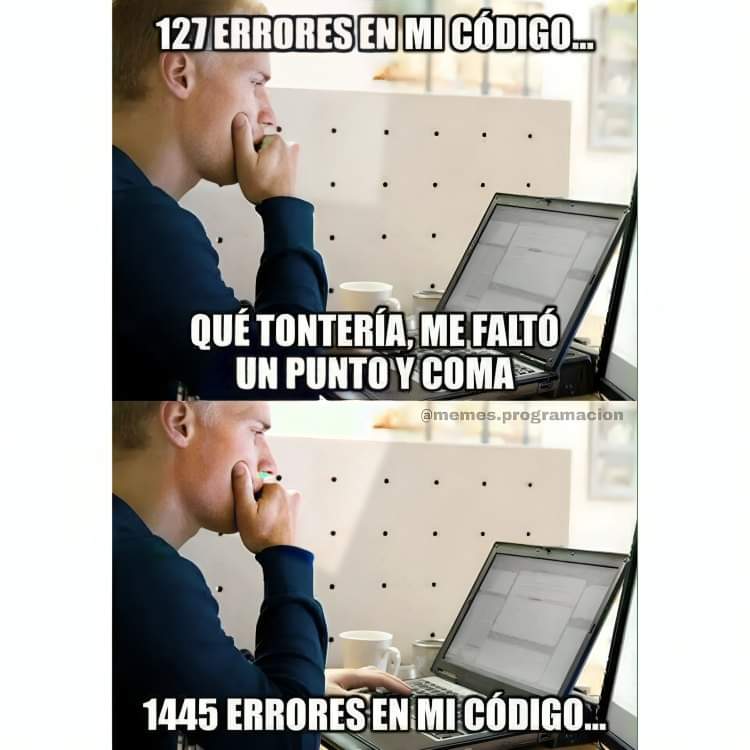 127 ERRORES EN MI CÓDIGO...
QUÉ TONTERÍA, ME FALTÓ
UN PUNTO Y COMA
@memes.programacion
1445 ERRORES EN MI CÓDIGO...